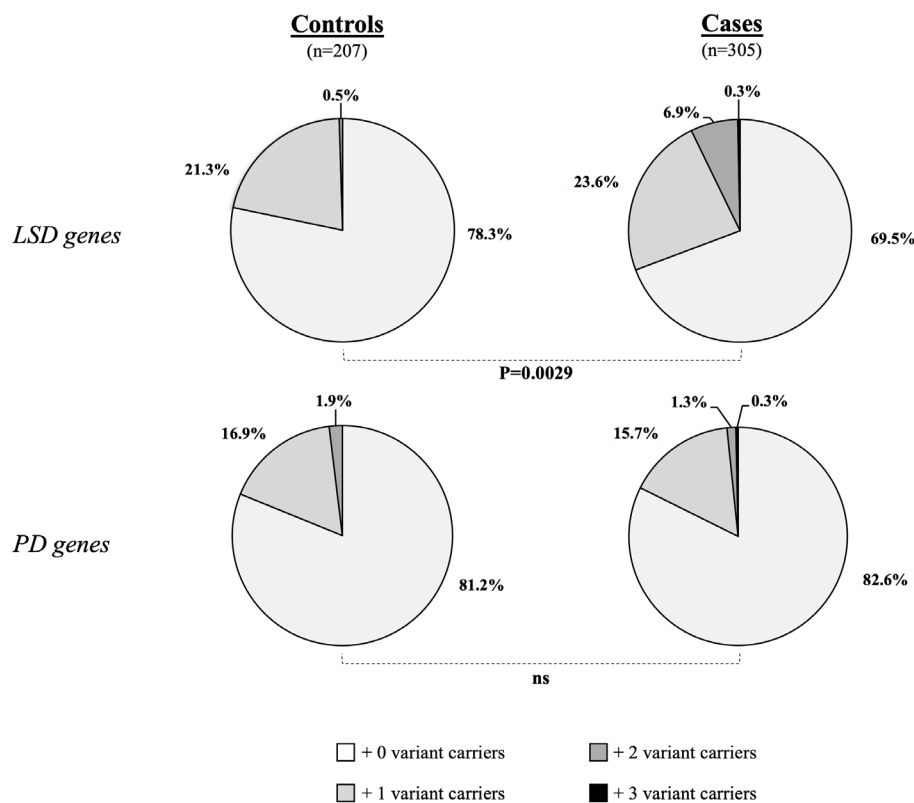 Controls
(n=207)
Cases
(n=305)
LSD genes
0.5%
21.3%
78.3%
0.3%
6.9%
23.6%
69.5%
P=0.0029
PD genes
1.9%
16.9%
81.2%
1.3%
0.3%
15.7%
82.6%
ns
+ 0 variant carriers
+ 2 variant carriers
+ 1 variant carriers
+ 3 variant carriers